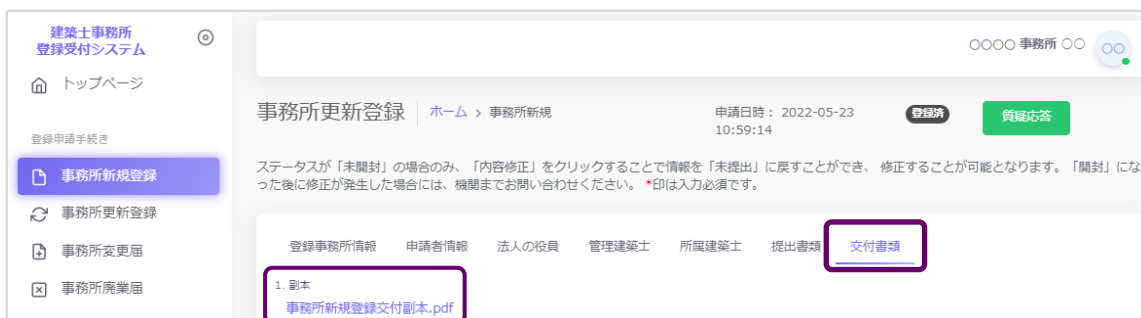 建築士事務所
登録受付システム
〇〇〇〇 事務所 〇〇
〇〇
トップページ
事務所更新登録
ホーム > 事務所新規
申請日時： 2022-05-23
10:59:14
登録済
質疑応答
登録申請手続き
ステータスが「未開封」の場合のみ、「内容修正」をクリックすることで情報を「未提出」に戻すことができ、 修正することが可能となります。「開封」にな
った後に修正が発生した場合には、機関までお問い合わせください。 *印は入力必須です。
事務所新規登録
事務所更新登録
事務所変更届
事務所廃業届
登録事務所情報
申請者情報
法人の役員
管理建築士
所属建築士
提出書類
交付書類
1. 副本
事務所新規登録交付副本.pdf